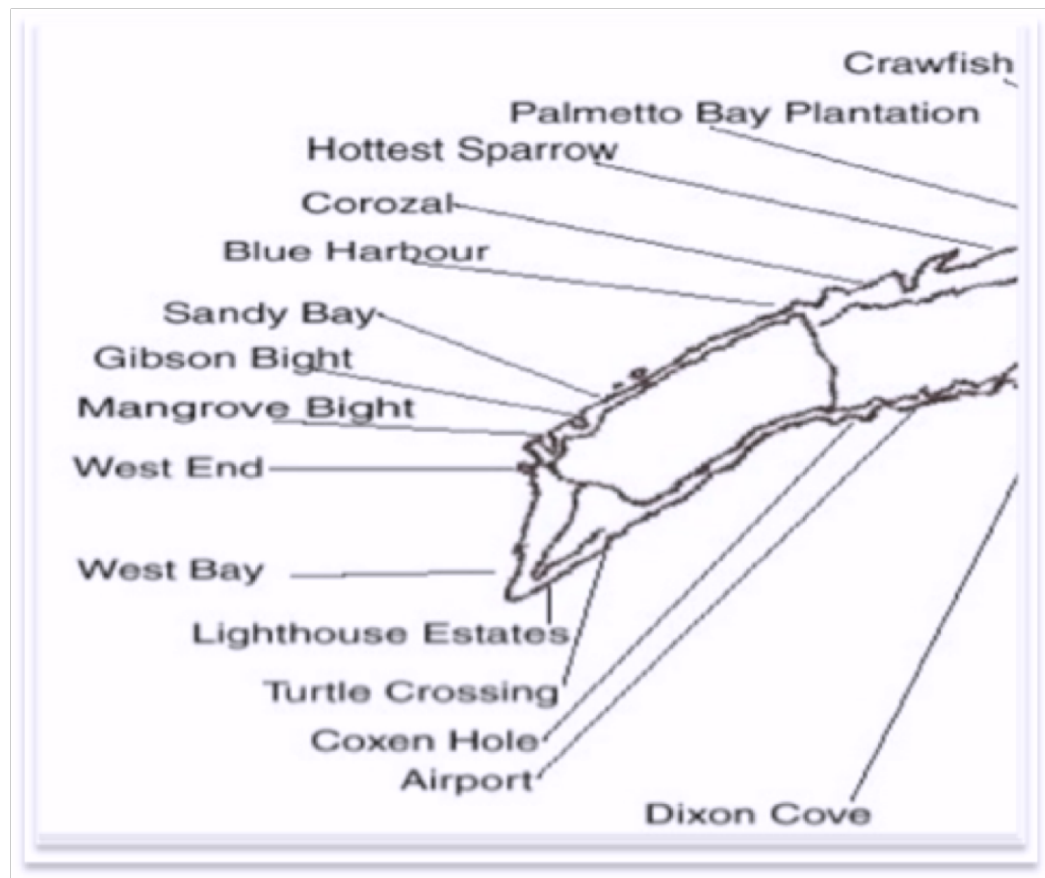 Crawfish
Palmetto Bay Plantation
Hottest Sparrow
Corozal
Blue Harbour
Sandy Bay
Gibson Bight
Mangrove Bight
West End
West Bay
Lighthouse Estates
Turtle Crossing
Coxen Hole
Airport
Dixon Cove